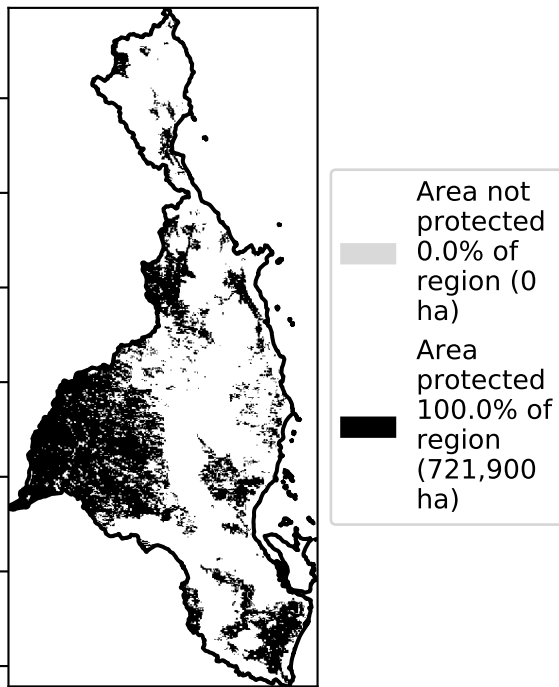 Area not
protected
0.0% of
region (0
ha)
Area
protected
100.0% of
region
(721,900
ha)